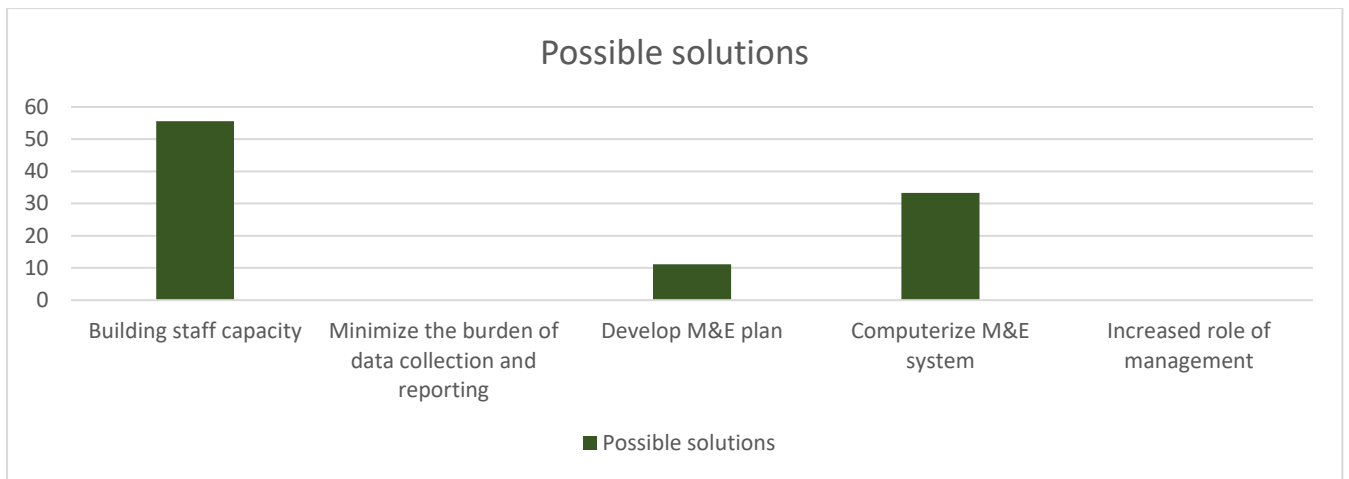 Possible solutions
60
50
40
30
20
10
0
Building staff capacity
Minimize the burden of
data collection and
reporting
Develop M&E plan
Computerize M&E
system
Increased role of
management
Possible solutions